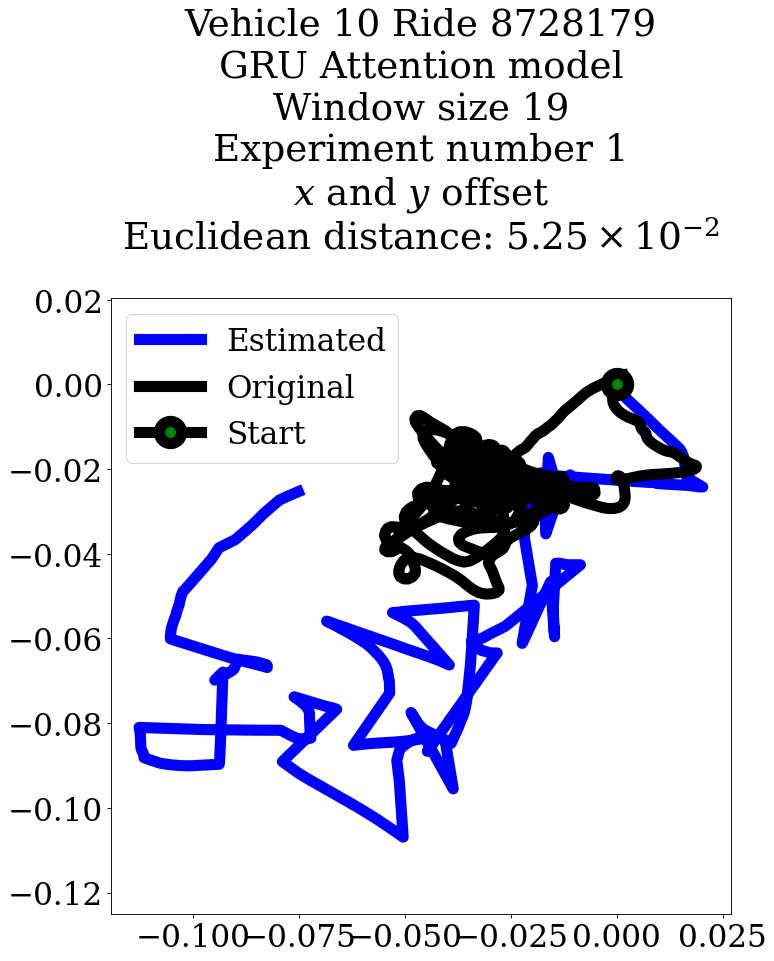 Vehicle 10 Ride 8728179
GRU Attention model
Window size 19
Experiment number 1
x and y offset
Euclidean distance: 5.25 × 10⁻²
Estimated
Original
Start
0.02
0.00
−0.02
−0.04
−0.06
−0.08
−0.10
−0.12
−0.100 −0.075 −0.050 −0.025 0.000 0.025